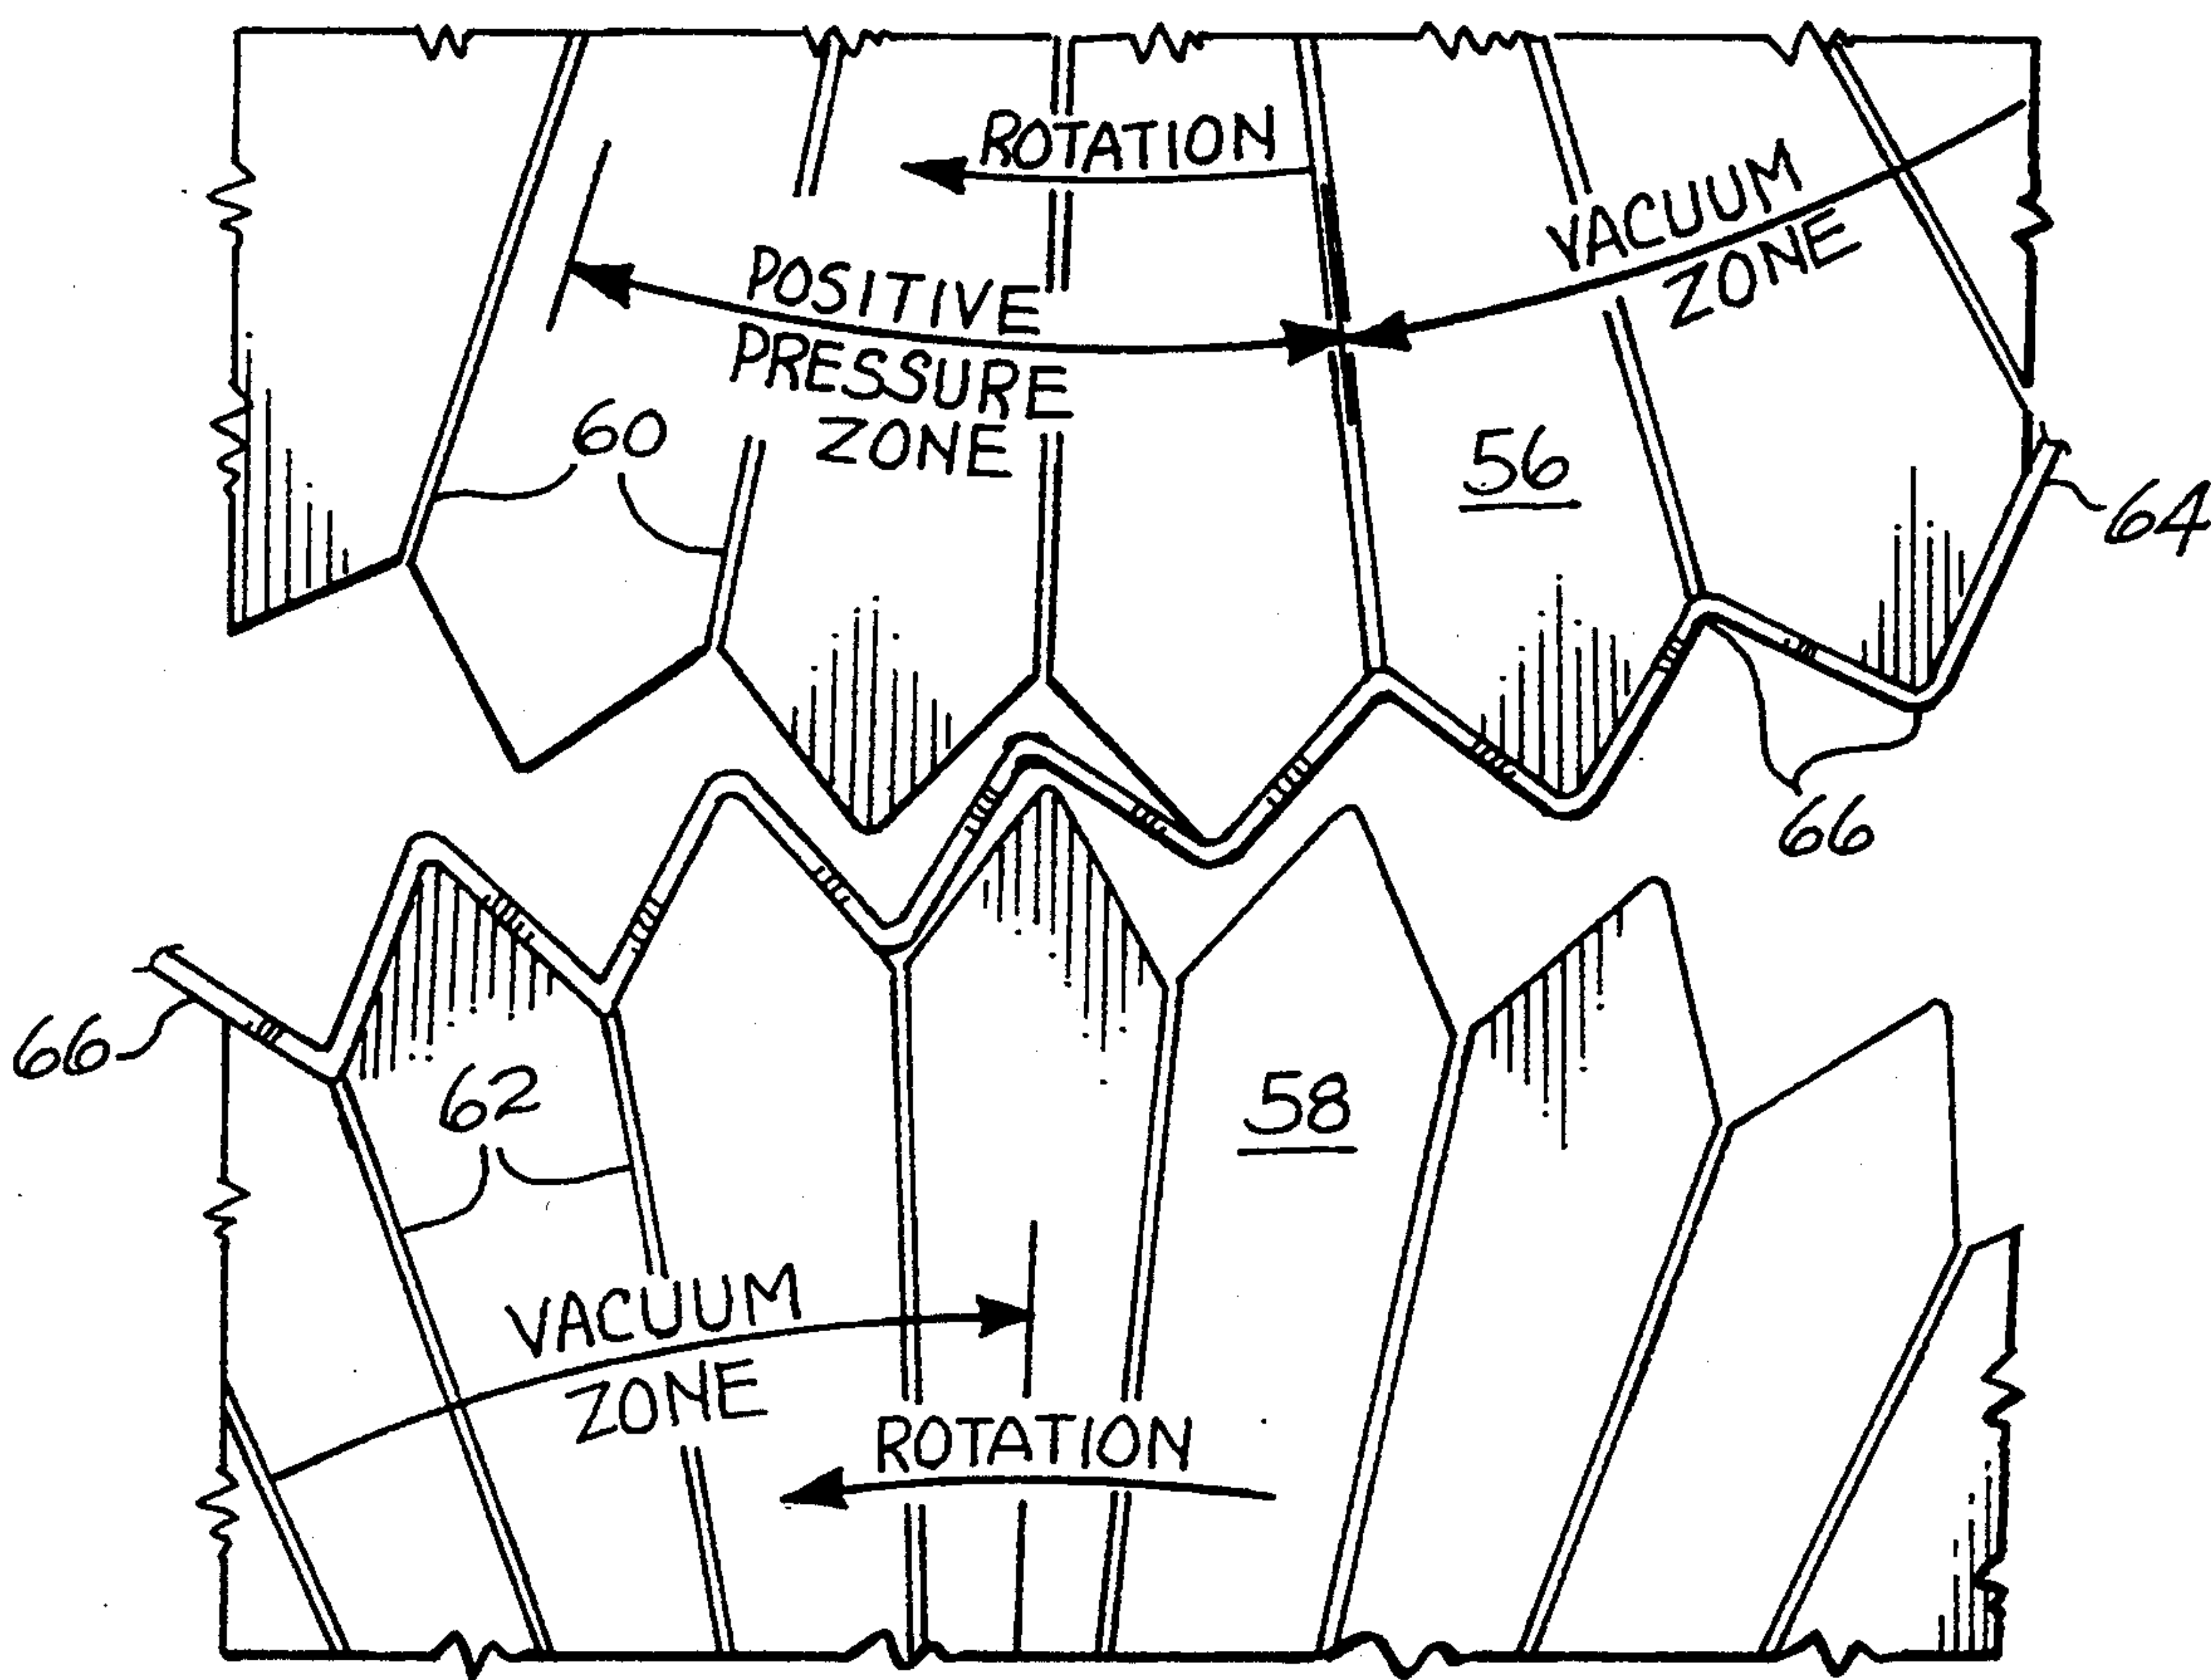 ROTATION
VACUUM
ZONE
POSITIVE
PRESSURE
ZONE
60
56
64
66
66
62
58
VACUUM
ZONE
ROTATION